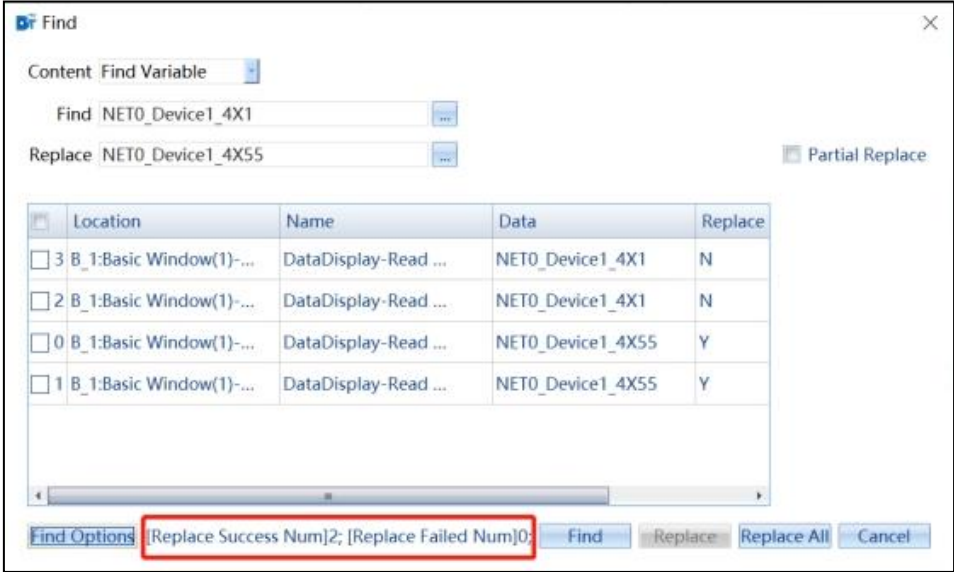 DT Find
Content Find Variable
Find NET0_Device1_4X1 ...
Replace NET0_Device1_4X55 ... Partial Replace
Location Name Data Replace
3 B_1:Basic Window(1)-... DataDisplay-Read ... NET0_Device1_4X1 N
2 B_1:Basic Window(1)-... DataDisplay-Read ... NET0_Device1_4X1 N
0 B_1:Basic Window(1)-... DataDisplay-Read ... NET0_Device1_4X55 Y
1 B_1:Basic Window(1)-... DataDisplay-Read ... NET0_Device1_4X55 Y
Find Options [Replace Success Num]2; [Replace Failed Num]0; Find Replace Replace All Cancel